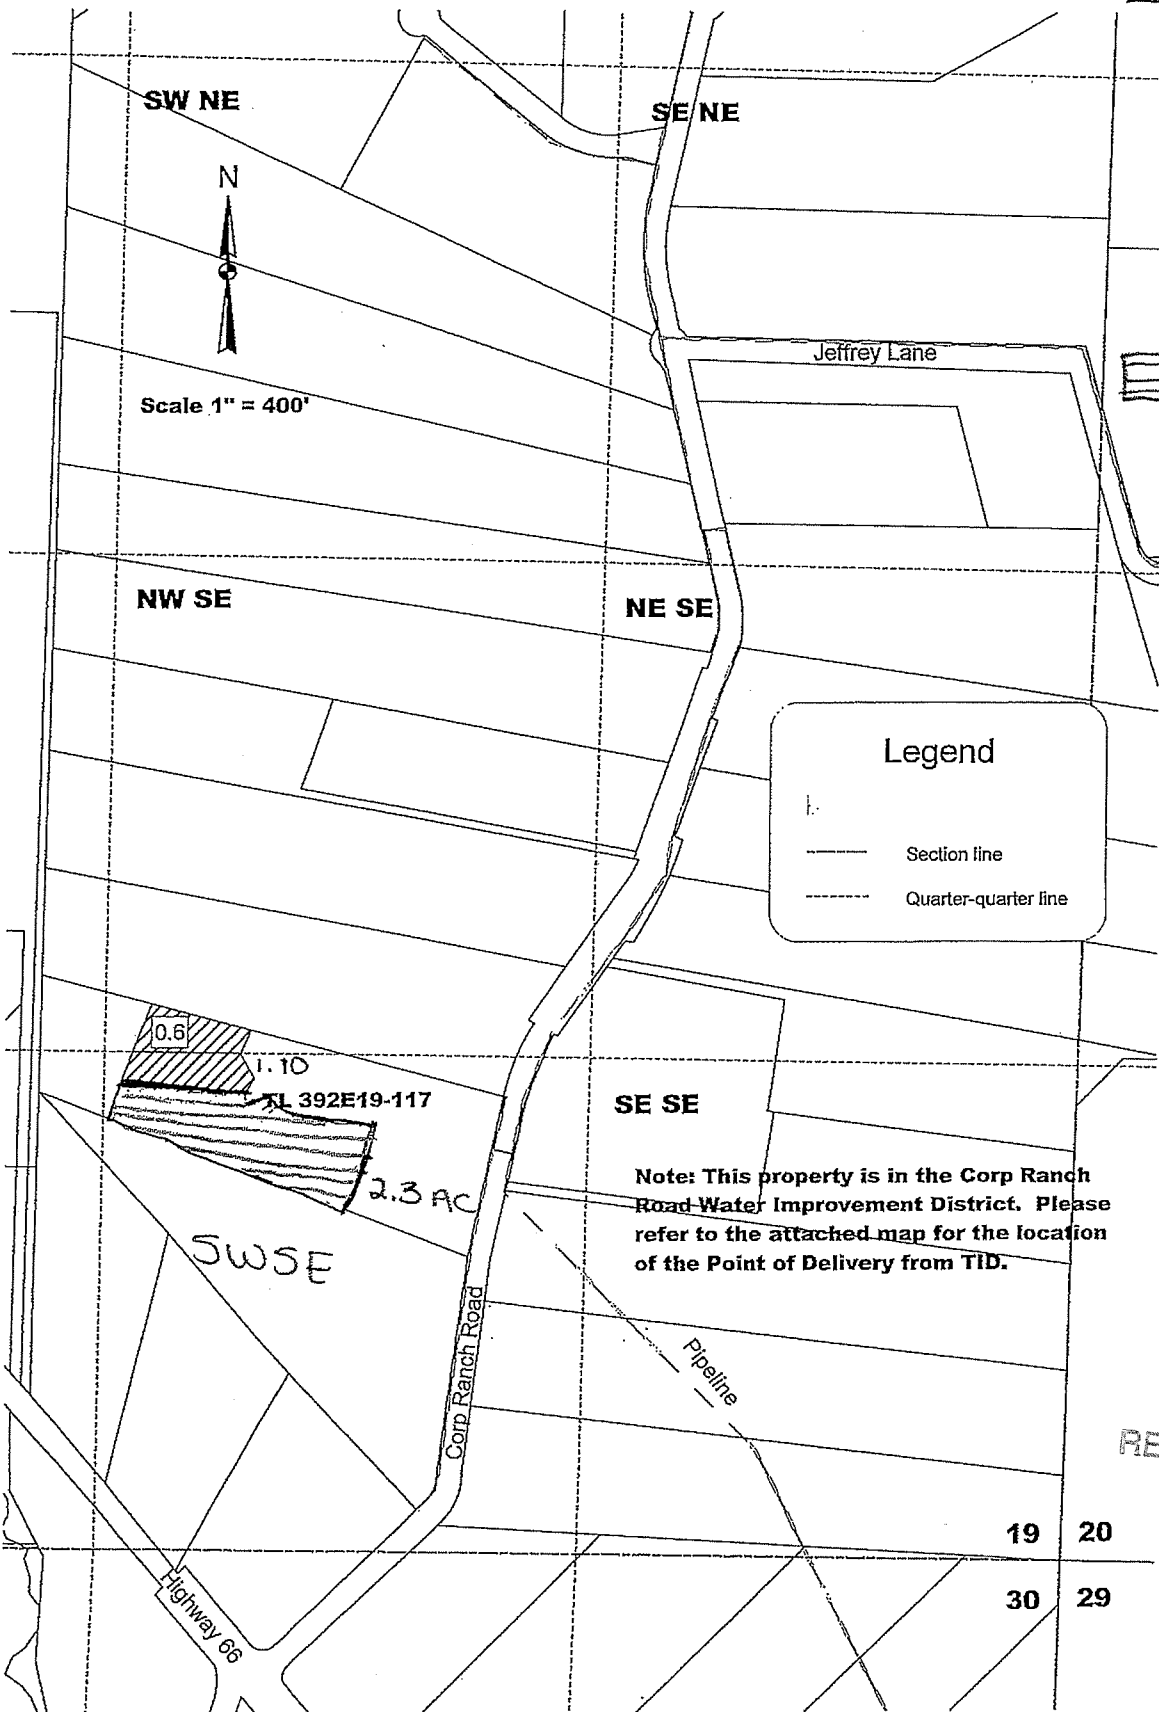 SW NE
SE NE
N
Jeffrey Lane
Scale 1" = 400'
NW SE
NE SE
Legend
Section line
Quarter-quarter line
0.6
1.10
TL 392E19-117
SE SE
2.3 AC
Note: This property is in the Corp Ranch
Road Water Improvement District. Please
refer to the attached map for the location
of the Point of Delivery from TID.
SWSE
Corp Ranch Road
Pipeline
RE
19 20
30 29
Highway 66